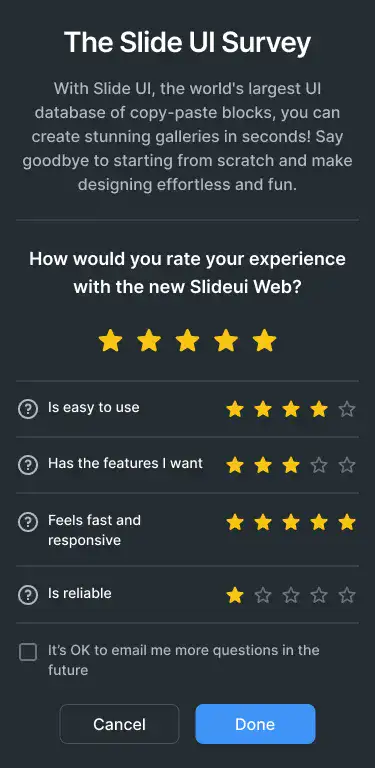 The Slide UI Survey
With Slide UI, the world's largest UI
database of copy-paste blocks, you can
create stunning galleries in seconds! Say
goodbye to starting from scratch and make
designing effortless and fun.
How would you rate your experience
with the new Slideui Web?
? Is easy to use
? Has the features I want
? Feels fast and
responsive
? Is reliable
It's OK to email me more questions in the
future
Cancel Done